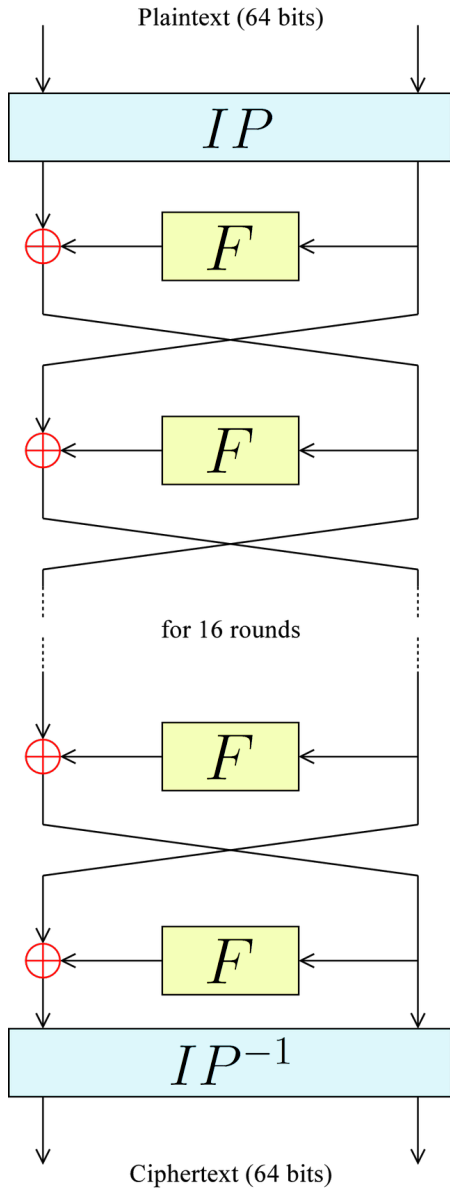 Plaintext (64 bits)
IP
F
F
for 16 rounds
F
F
IP⁻¹
Ciphertext (64 bits)